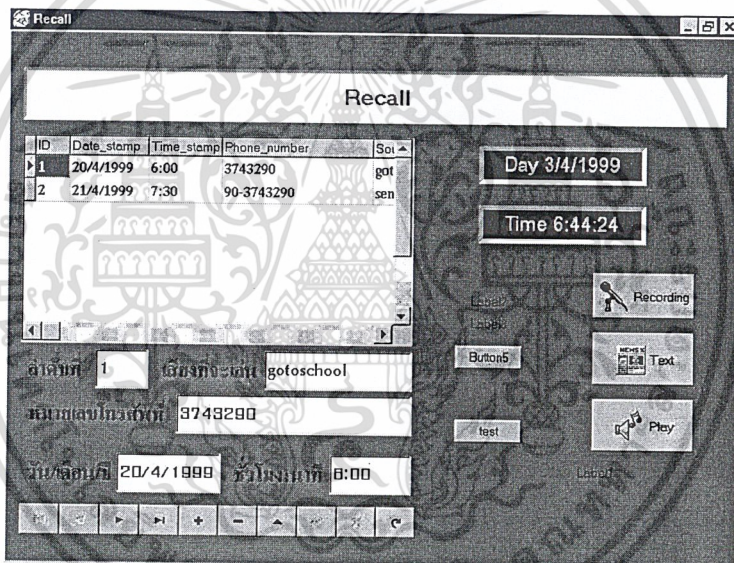 Recall
Recall
ID Date_stamp Time_stamp Phone_number Sou
1 20/4/1999 6:00 3743290 got
2 21/4/1999 7:30 90-3743290 sen
Day 3/4/1999
Time 6:44:24
Recording
Button5
Text
test
Play
ลำดับที่ 1 เสียงที่จะเล่น gotoschool
หมายเลขโทรศัพท์ 3743290
วัน/เดือน/ปี 20/4/1999 ชั่วโมง:นาที 6:00